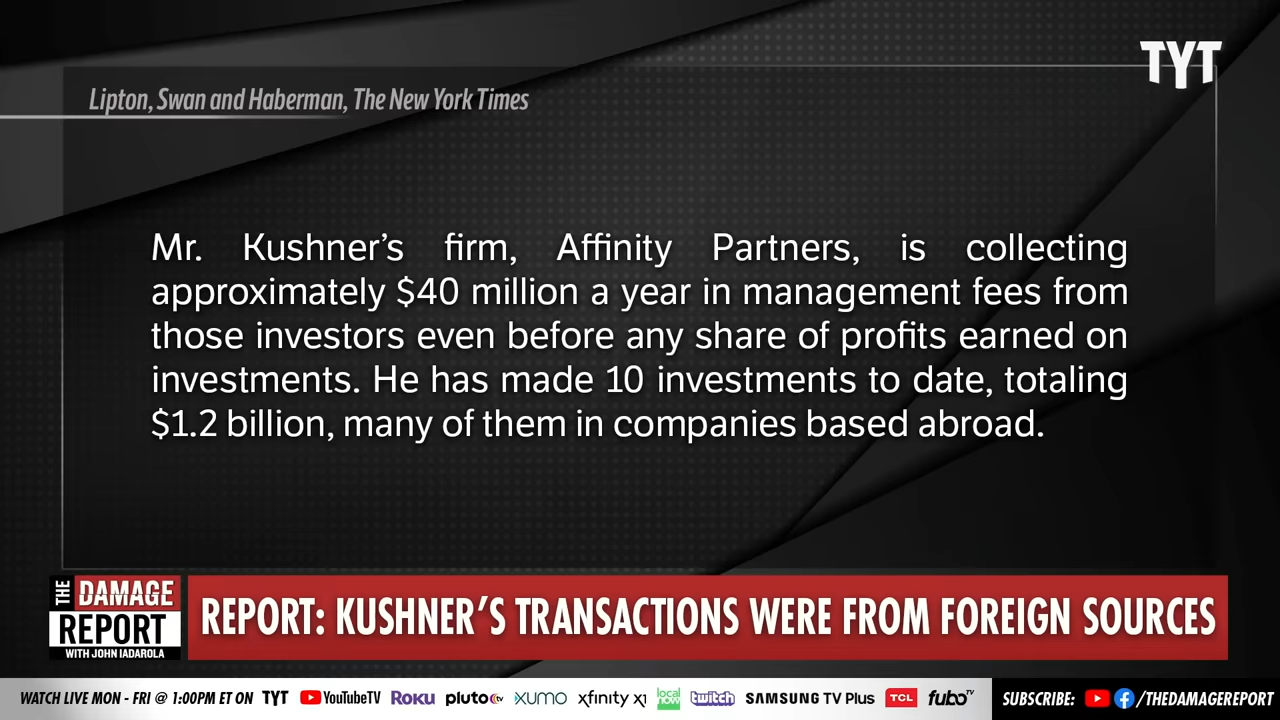 TYT
Lipton, Swan and Haberman, The New York Times
Mr. Kushner’s firm, Affinity Partners, is collecting
approximately $40 million a year in management fees from
those investors even before any share of profits earned on
investments. He has made 10 investments to date, totaling
$1.2 billion, many of them in companies based abroad.
THE DAMAGE
REPORT
WITH JOHN IADAROLA
REPORT: KUSHNER’S TRANSACTIONS WERE FROM FOREIGN SOURCES
WATCH LIVE MON - FRI @ 1:00PM ET ON TYT YouTubeTV Roku pluto tv XUMO xfinity x1 local now twitch SAMSUNG TV Plus TCL fubo TV SUBSCRIBE: /THEDAMAGEREPORT